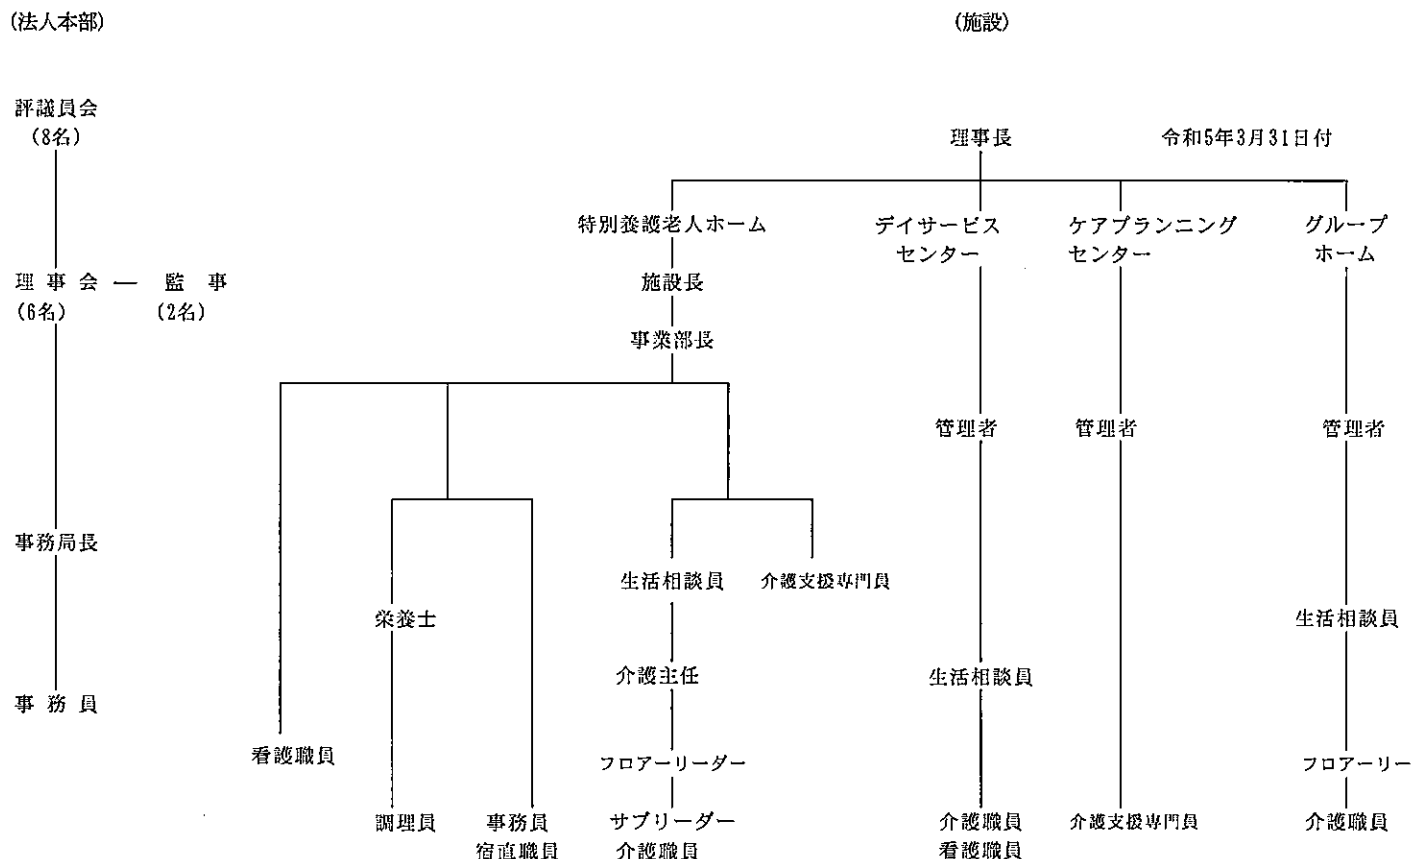 (法人本部)
(施設)
評議員会
(8名)
理事長
令和5年3月31日付
特別養護老人ホーム
デイサービス
センター
ケアプランニング
センター
グループ
ホーム
理事会 ― 監事
(6名) (2名)
施設長
事業部長
管理者
管理者
管理者
事務局長
生活相談員
介護支援専門員
栄養士
生活相談員
介護主任
生活相談員
事務員
看護職員
フロアーリーダー
フロアーリー
調理員
事務員
宿直職員
サブリーダー
介護職員
介護職員
看護職員
介護支援専門員
介護職員